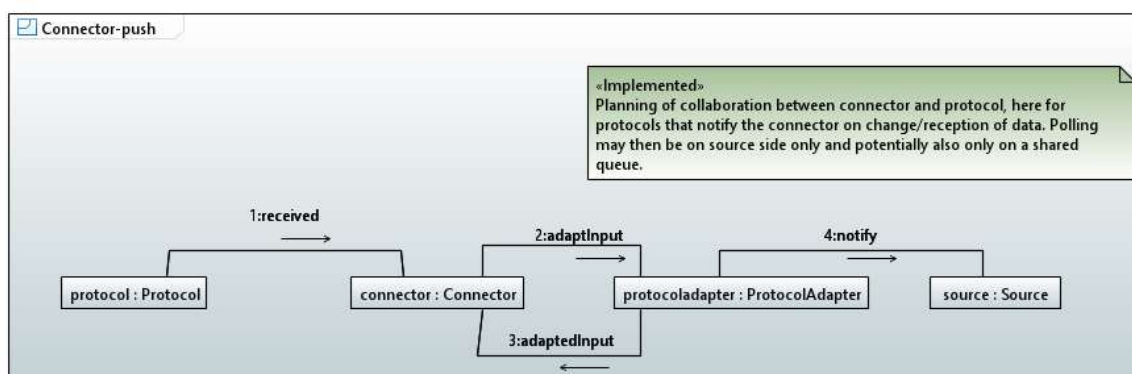 Connector-push
«Implemented»
Planning of collaboration between connector and protocol, here for
protocols that notify the connector on change/reception of data. Polling
may then be on source side only and potentially also only on a shared
queue.
1:received
2:adaptInput
4:notify
protocol : Protocol
connector : Connector
protocoladapter : ProtocolAdapter
source : Source
3:adaptedInput